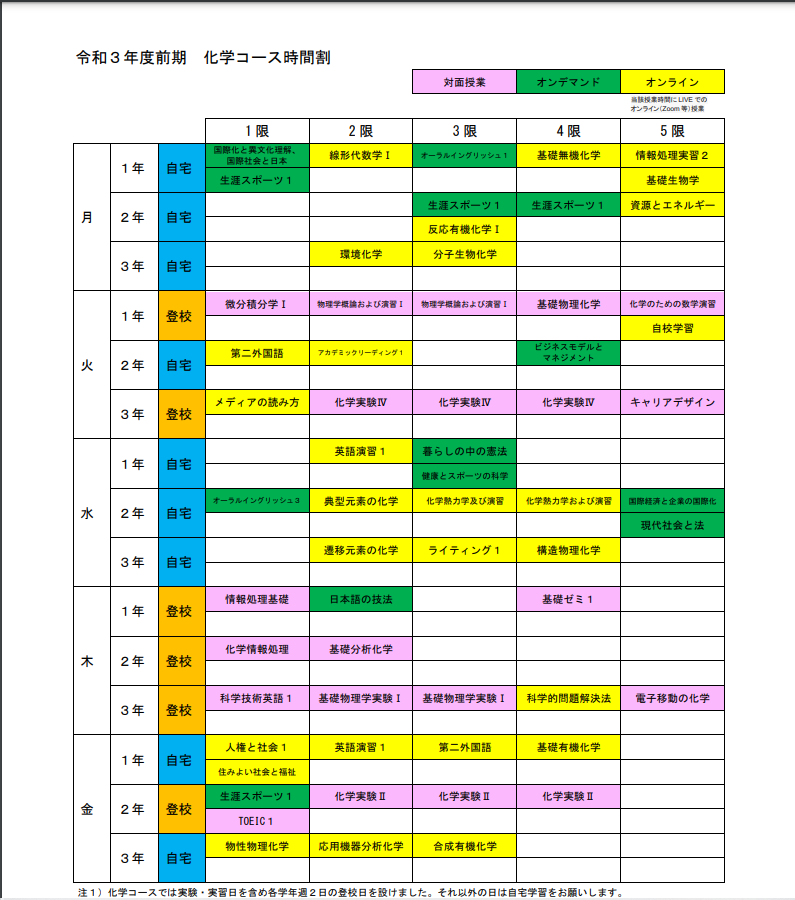 令和３年度前期　化学コース時間割
対面授業 オンデマンド オンライン
当該授業時間に LIVE での
オンライン（Zoom 等）授業
１限 ２限 ３限 ４限 ５限
月
１年 自宅 国際化と異文化理解、国際社会と日本 線形代数学Ⅰ オーラルイングリッシュ１ 基礎無機化学 情報処理実習２
生涯スポーツ１ 基礎生物学
２年 自宅 生涯スポーツ１ 生涯スポーツ１ 資源とエネルギー
反応有機化学Ⅰ
３年 自宅 環境化学 分子生物化学
火
１年 登校 微分積分学Ⅰ 物理学概論および演習Ⅰ 物理学概論および演習Ⅰ 基礎物理化学 化学のための数学演習
自校学習
２年 自宅 第二外国語 アカデミックリーディング１ ビジネスモデルとマネジメント
３年 登校 メディアの読み方 化学実験Ⅳ 化学実験Ⅳ 化学実験Ⅳ キャリアデザイン
水
１年 自宅 英語演習１ 暮らしの中の憲法
健康とスポーツの科学
２年 自宅 オーラルイングリッシュ３ 典型元素の化学 化学熱力学及び演習 化学熱力学および演習 国際経済と企業の国際化
現代社会と法
３年 自宅 遷移元素の化学 ライティング１ 構造物理化学
木
１年 登校 情報処理基礎 日本語の技法 基礎ゼミ１
２年 登校 化学情報処理 基礎分析化学
３年 登校 科学技術英語１ 基礎物理学実験Ⅰ 基礎物理学実験Ⅰ 科学的問題解決法 電子移動の化学
金
１年 自宅 人権と社会１ 英語演習１ 第二外国語 基礎有機化学
住みよい社会と福祉
２年 登校 生涯スポーツ１ 化学実験Ⅱ 化学実験Ⅱ 化学実験Ⅱ
TOEIC１
３年 自宅 物性物理化学 応用機器分析化学 合成有機化学
注１）化学コースでは実験・実習日を含め各学年週２日の登校日を設けました。それ以外の日は自宅学習をお願いします。